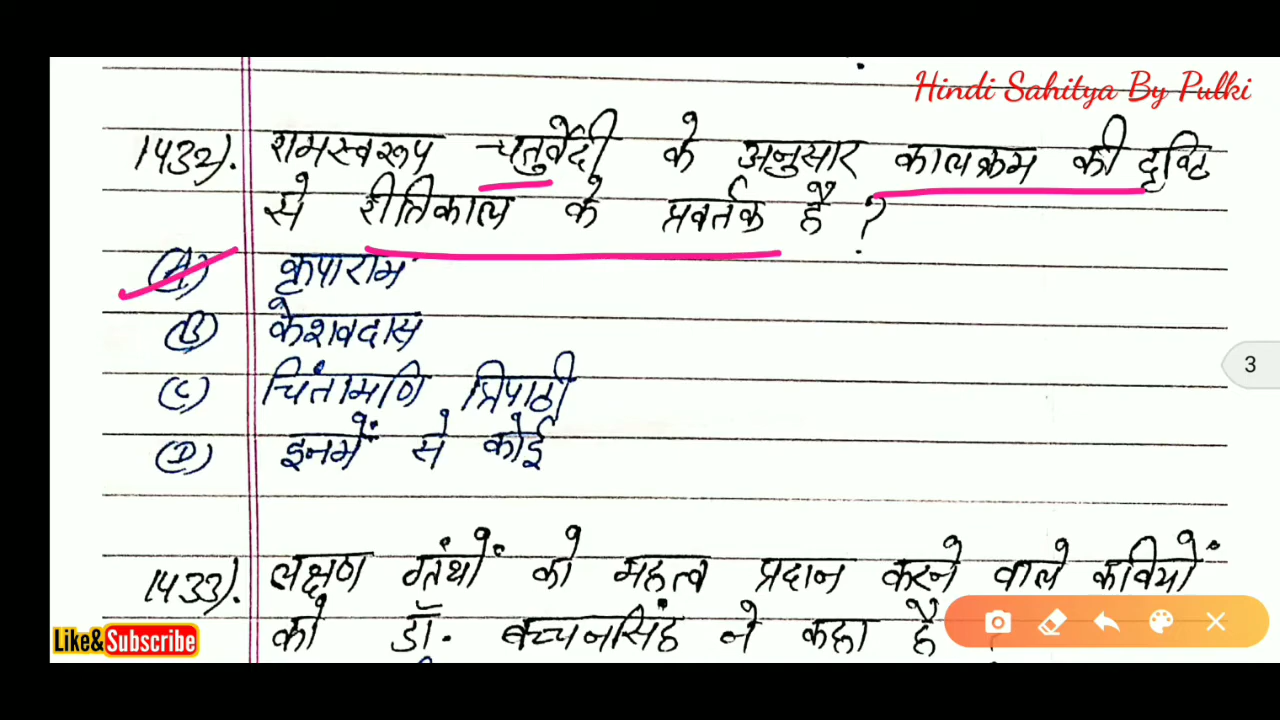 Hindi Sahitya By Pulki
1432). रामस्वरूप चतुर्वेदी के अनुसार कालक्रम की दृष्टि
से रीतिकाल के प्रवर्तक है ?
(A) कृपाराम
(B) केशवदास
(C) चिंतामणि त्रिपाठी
(D) इनमें से कोई
3
1433). लक्षण ग्रंथों को महत्व प्रदान करने वाले कवियों
को डॉ. बच्चनसिंह ने कहा है ?
Like& Subscribe